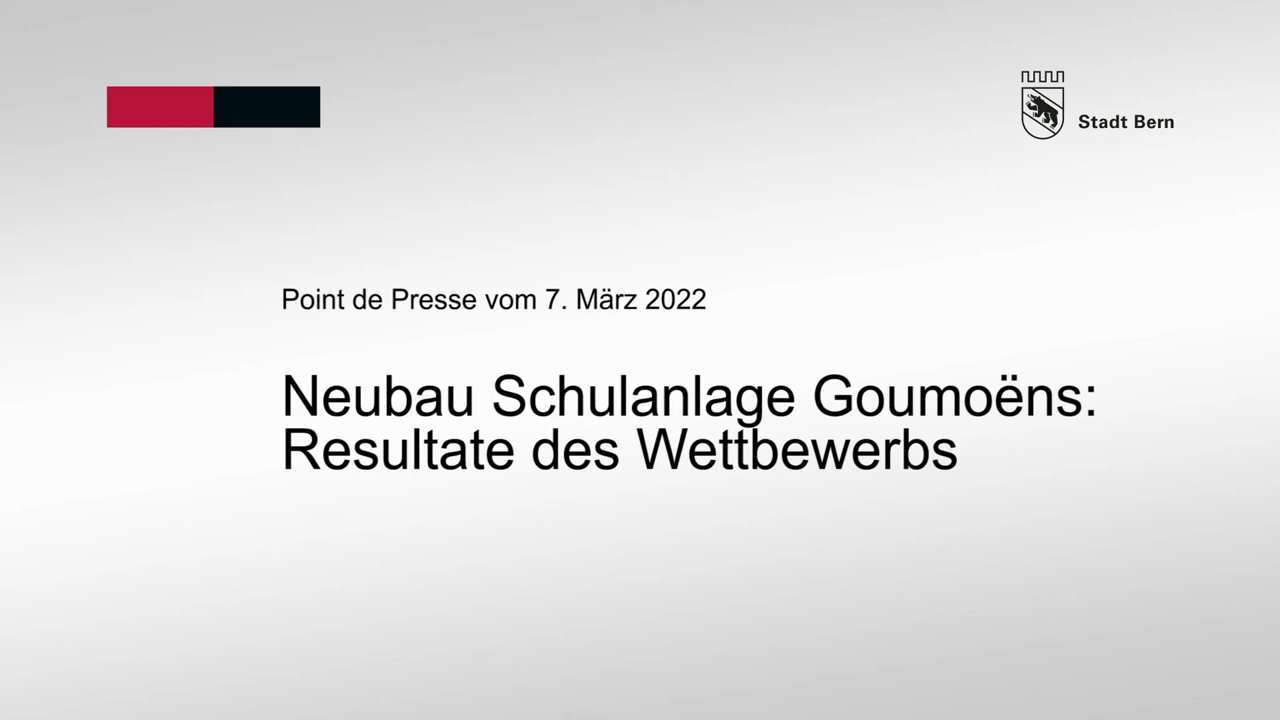 Stadt Bern
Point de Presse vom 7. März 2022
Neubau Schulanlage Goumoëns:
Resultate des Wettbewerbs